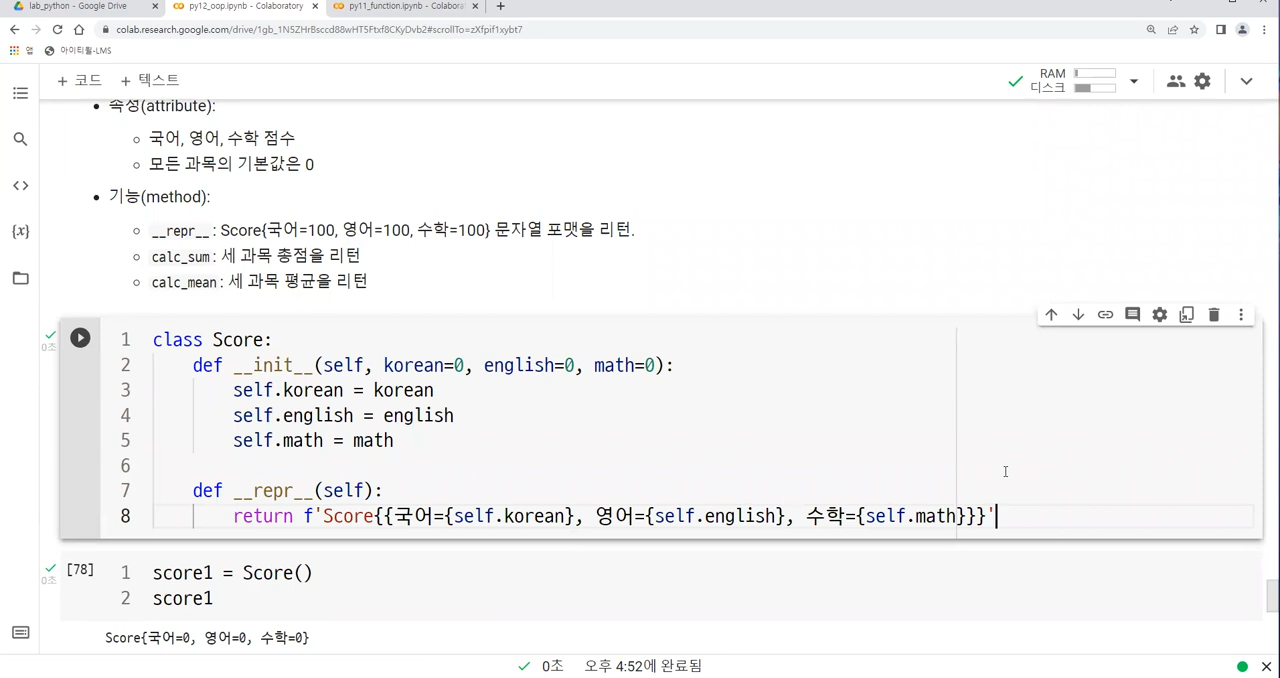 lab_python - Google Drive
py12_oop.ipynb - Colaboratory
py11_function.ipynb - Colabora
colab.research.google.com/drive/1gb_1N5ZHrBsccd88wHT5Ftxf8CKyDvb2#scrollTo=zXfpif1xybt7
앱
아이티윌-LMS
+ 코드 + 텍스트
RAM
디스크
• 속성(attribute):
◦ 국어, 영어, 수학 점수
◦ 모든 과목의 기본값은 0
• 기능(method):
◦ __repr__ : Score{국어=100, 영어=100, 수학=100} 문자열 포맷을 리턴.
◦ calc_sum : 세 과목 총점을 리턴
◦ calc_mean : 세 과목 평균을 리턴
0초
1 class Score:
2     def __init__(self, korean=0, english=0, math=0):
3         self.korean = korean
4         self.english = english
5         self.math = math
6
7     def __repr__(self):
8         return f'Score{{국어={self.korean}, 영어={self.english}, 수학={self.math}}}'
0초
[78]
1 score1 = Score()
2 score1
Score{국어=0, 영어=0, 수학=0}
0초 오후 4:52에 완료됨